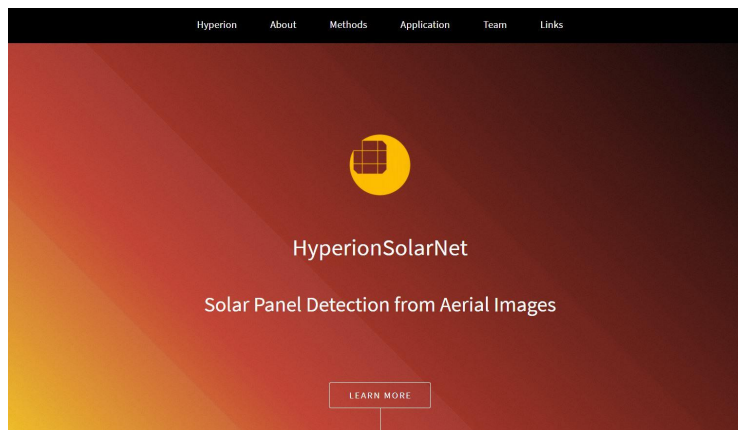 Hyperion About Methods Application Team Links
HyperionSolarNet
Solar Panel Detection from Aerial Images
LEARN MORE